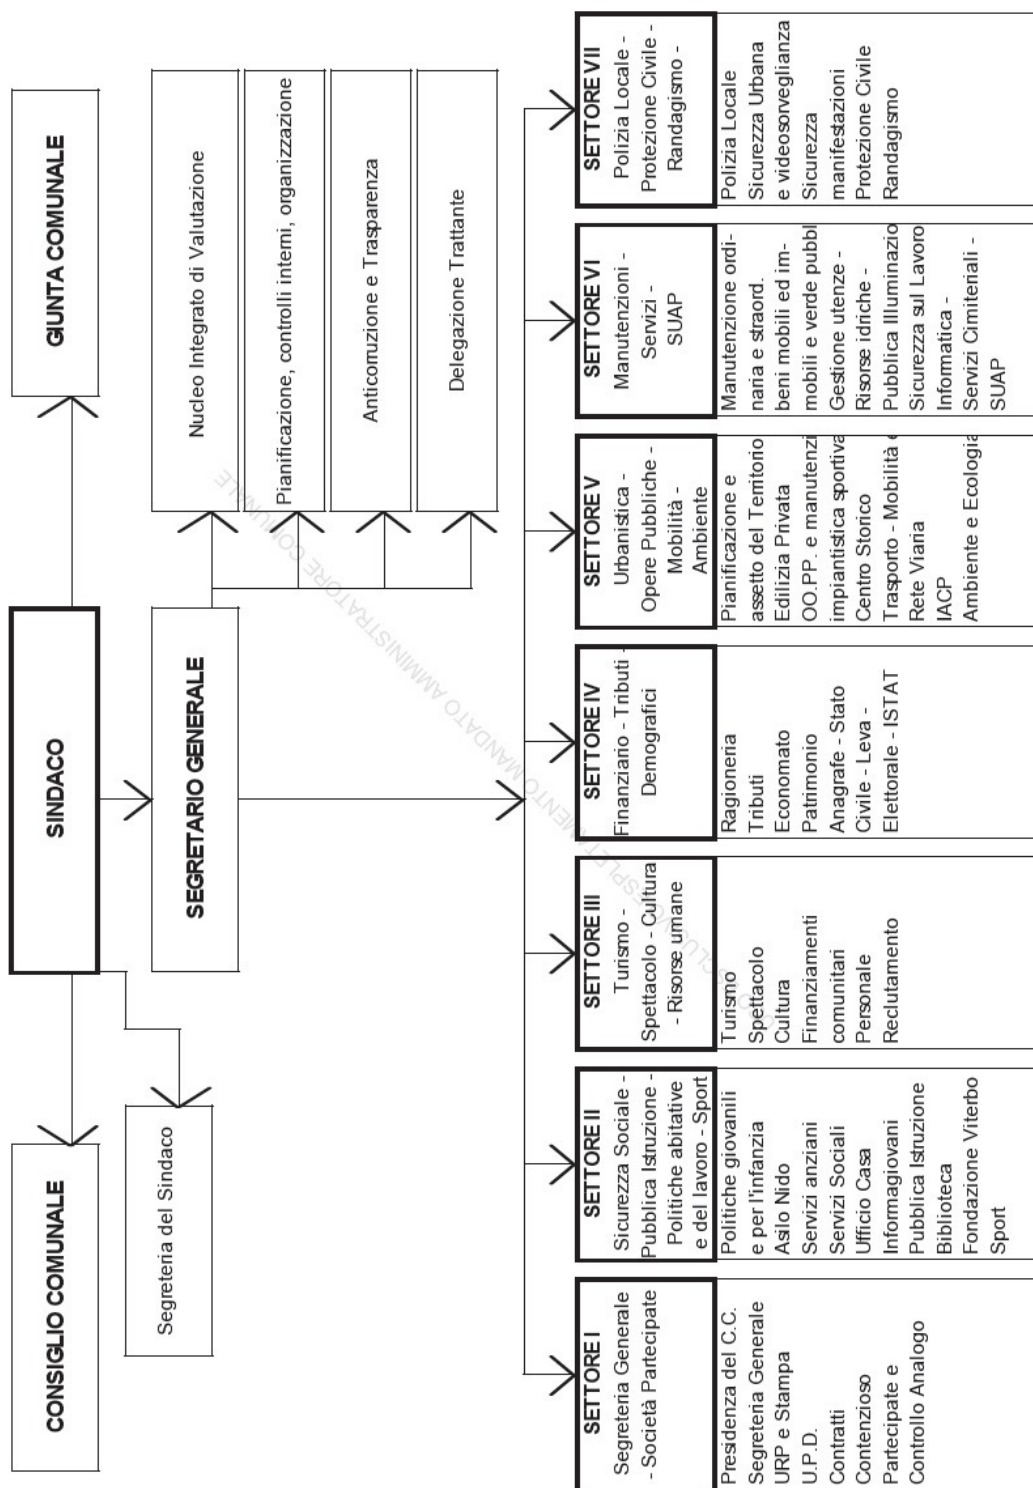 CONSIGLIO COMUNALE
SINDACO
GIUNTA COMUNALE
Segreteria del Sindaco
SEGRETARIO GENERALE
Nucleo Integrato di Valutazione
Pianificazione, controlli interni, organizzazione
Anticorruzione e Trasparenza
Delegazione Trattante
SETTORE I
Segreteria Generale
- Società Partecipate
Presidenza del C.C.
Segreteria Generale
URP e Stampa
U.P.D.
Contratti
Contenzioso
Partecipate e
Controllo Analogo
SETTORE II
Sicurezza Sociale -
Pubblica Istruzione -
Politiche abitative
e del lavoro - Sport
Politiche giovanili
e per l'infanzia
Asilo Nido
Servizi anziani
Servizi Sociali
Ufficio Casa
Informagiovani
Pubblica Istruzione
Biblioteca
Fondazione Viterbo
Sport
SETTORE III
Turismo -
Spettacolo - Cultura
- Risorse umane
Turismo
Spettacolo
Cultura
Finanziamenti
comunitari
Personale
Reclutamento
SETTORE IV
Finanziario - Tributi -
Demografici
Ragioneria
Tributi
Economato
Patrimonio
Anagrafe - Stato
Civile - Leva -
Elettorale - ISTAT
SETTORE V
Urbanistica -
Opere Pubbliche -
Mobilità -
Ambiente
Pianificazione e
assetto del Territorio
Edilizia Privata
OO.PP. e manutenzi
impiantistica sportiva
Centro Storico
Trasporto - Mobilità e
Rete Viaria
IACP
Ambiente e Ecologia
SETTORE VI
Manutenzioni -
Servizi -
SUAP
Manutenzione ordi-
naria e straord.
beni mobili ed im-
mobili e verde pubbl
Gestione utenze -
Risorse idriche -
Pubblica Illuminazio
Sicurezza sul Lavoro
Informatica -
Servizi Cimiteriali -
SUAP
SETTORE VII
Polizia Locale -
Protezione Civile -
Randagismo -
Polizia Locale
Sicurezza Urbana
e videosorveglianza
Sicurezza
manifestazioni
Protezione Civile
Randagismo
ESPLETAMENTO MANDATO AMMINISTRATORE COMUNALE